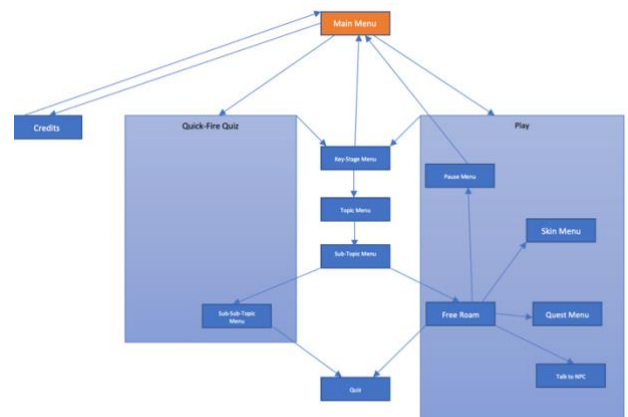 Main Menu
Credits
Quick-Fire Quiz
Play
Key-Stage Menu
Pause Menu
Topic Menu
Skin Menu
Sub-Topic Menu
Sub-Sub-Topic
Menu
Free Roam
Quest Menu
Talk to NPC
Quiz